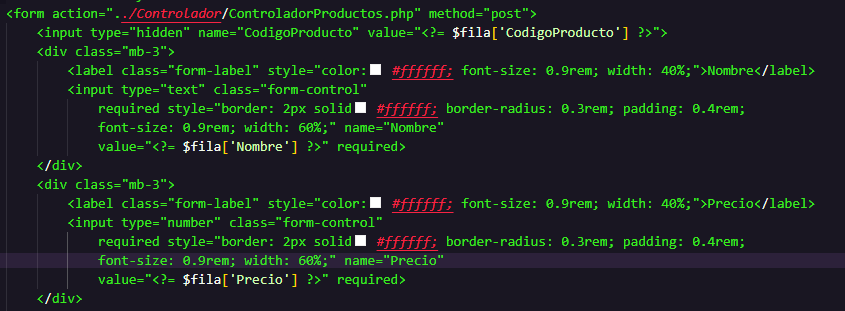 <form action="../Controlador/ControladorProductos.php" method="post">
<input type="hidden" name="CodigoProducto" value="<?= $fila['CodigoProducto'] ?>">
<div class="mb-3">
<label class="form-label" style="color: #ffffff; font-size: 0.9rem; width: 40%;">Nombre</label>
<input type="text" class="form-control"
required style="border: 2px solid #ffffff; border-radius: 0.3rem; padding: 0.4rem;
font-size: 0.9rem; width: 60%;" name="Nombre"
value="<?= $fila['Nombre'] ?>" required>
</div>
<div class="mb-3">
<label class="form-label" style="color: #ffffff; font-size: 0.9rem; width: 40%;">Precio</label>
<input type="number" class="form-control"
required style="border: 2px solid #ffffff; border-radius: 0.3rem; padding: 0.4rem;
font-size: 0.9rem; width: 60%;" name="Precio"
value="<?= $fila['Precio'] ?>" required>
</div>